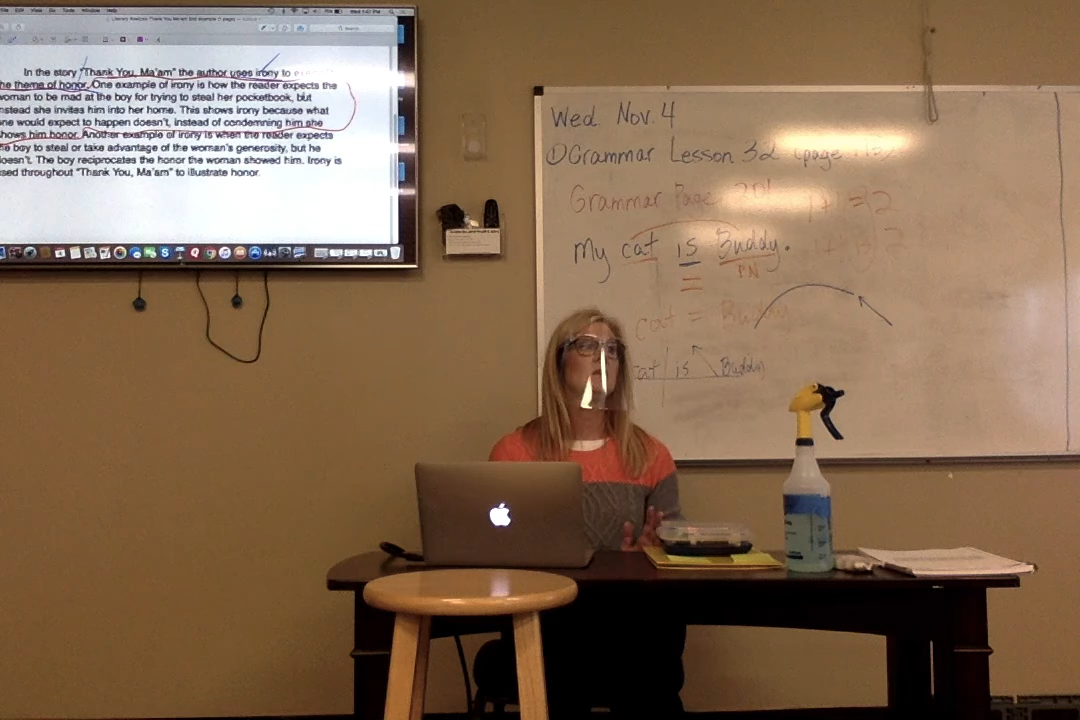 In the story "Thank You, Ma'am" the author uses irony to
the theme of honor. One example of irony is how the reader expects the
woman to be mad at the boy for trying to steal her pocketbook, but
instead she invites him into her home. This shows irony because what
one would expect to happen doesn't, instead of condemning him she
shows him honor. Another example of irony is when the reader expects
the boy to steal or take advantage of the woman's generosity, but he
doesn't. The boy reciprocates the honor the woman showed him. Irony is
used throughout "Thank You, Ma'am" to illustrate honor.
Wed Nov. 4
① Grammar Lesson 32 (page
Grammar Page 201
1+1=2
My cat is Buddy.
PN
=
cat = Buddy
cat is Buddy